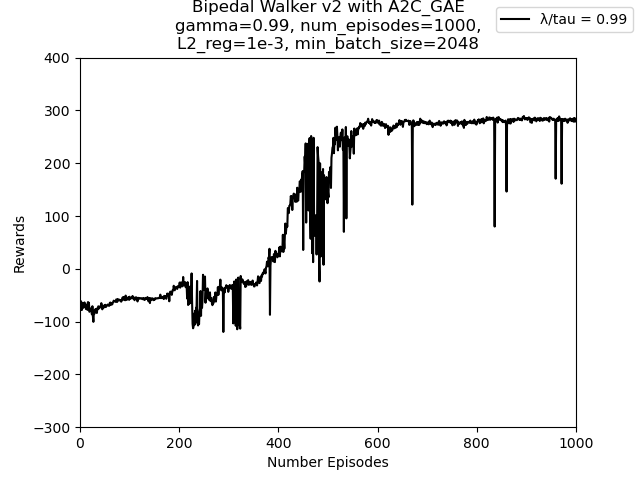 Bipedal Walker v2 with A2C_GAE
gamma=0.99, num_episodes=1000,
L2_reg=1e-3, min_batch_size=2048
λ/tau = 0.99
400
300
200
100
0
−100
−200
−300
Rewards
0 200 400 600 800 1000
Number Episodes